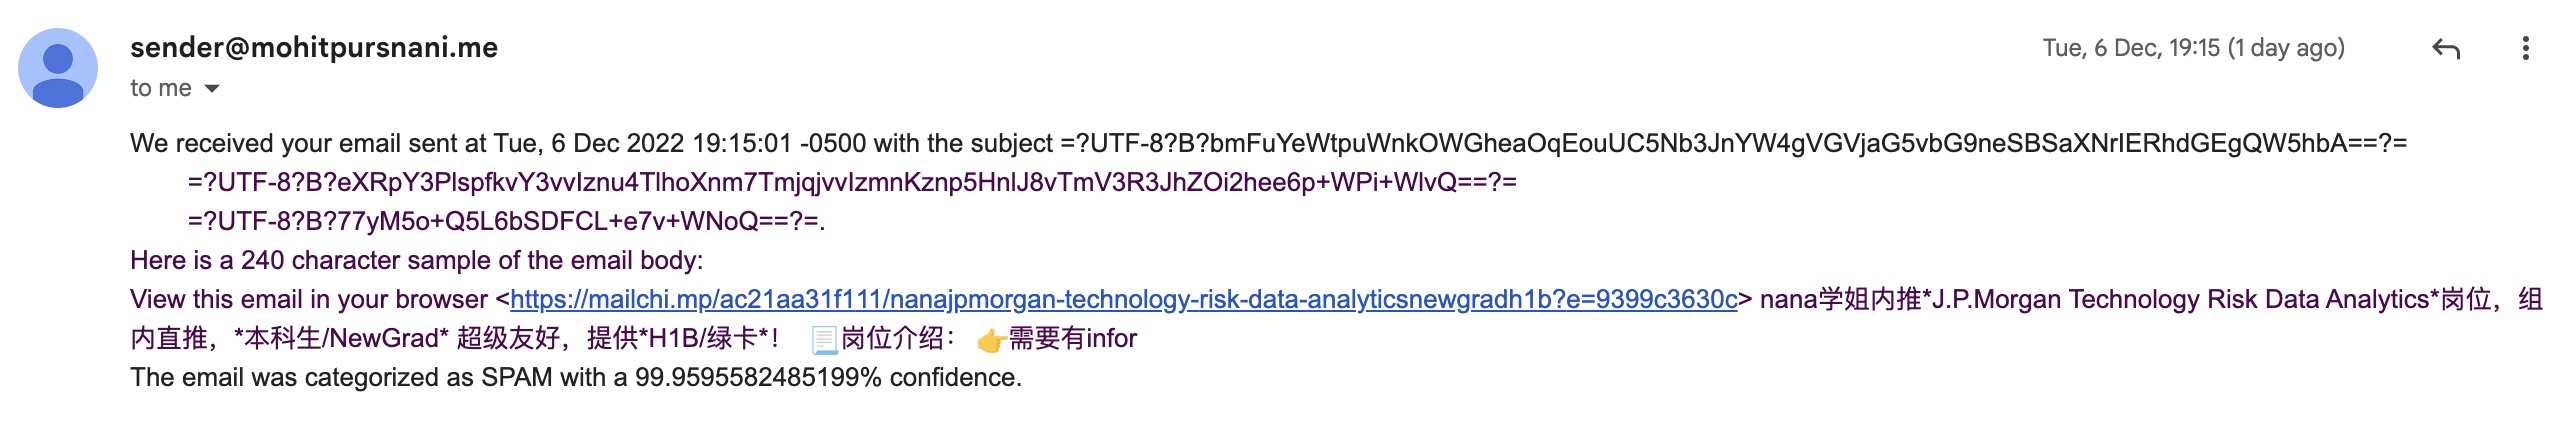 sender@mohitpursnani.me
Tue, 6 Dec, 19:15 (1 day ago)
to me
We received your email sent at Tue, 6 Dec 2022 19:15:01 -0500 with the subject =?UTF-8?B?bmFuYeWtpuWnkOWGheaOqEouUC5Nb3JnYW4gVGVjaG5vbG9neSBSaXNrIERhdGEgQW5hbA==?=
=?UTF-8?B?eXRpY3PlspfkvY3vvIznu4TlhoXnm7TmjqjvvIzmnKznp5HnlJ8vTmV3R3JhZOi2hee6p+WPi+WlvQ==?=
=?UTF-8?B?77yM5o+Q5L6bSDFCL+e7v+WNoQ==?=.
Here is a 240 character sample of the email body:
View this email in your browser <https://mailchi.mp/ac21aa31f111/nanajpmorgan-technology-risk-data-analyticsnewgradh1b?e=9399c3630c> nana学姐内推*J.P.Morgan Technology Risk Data Analytics*岗位，组
内直推，*本科生/NewGrad* 超级友好，提供*H1B/绿卡*！ 📃岗位介绍： 👉需要有infor
The email was categorized as SPAM with a 99.9595582485199% confidence.